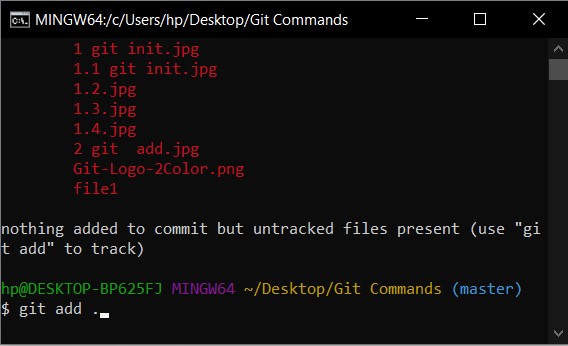 MINGW64:/c/Users/hp/Desktop/Git Commands
1 git init.jpg
1.1 git init.jpg
1.2.jpg
1.3.jpg
1.4.jpg
2 git  add.jpg
Git-Logo-2Color.png
file1
nothing added to commit but untracked files present (use "gi
t add" to track)
hp@DESKTOP-BP625FJ MINGW64 ~/Desktop/Git Commands (master)
$ git add .